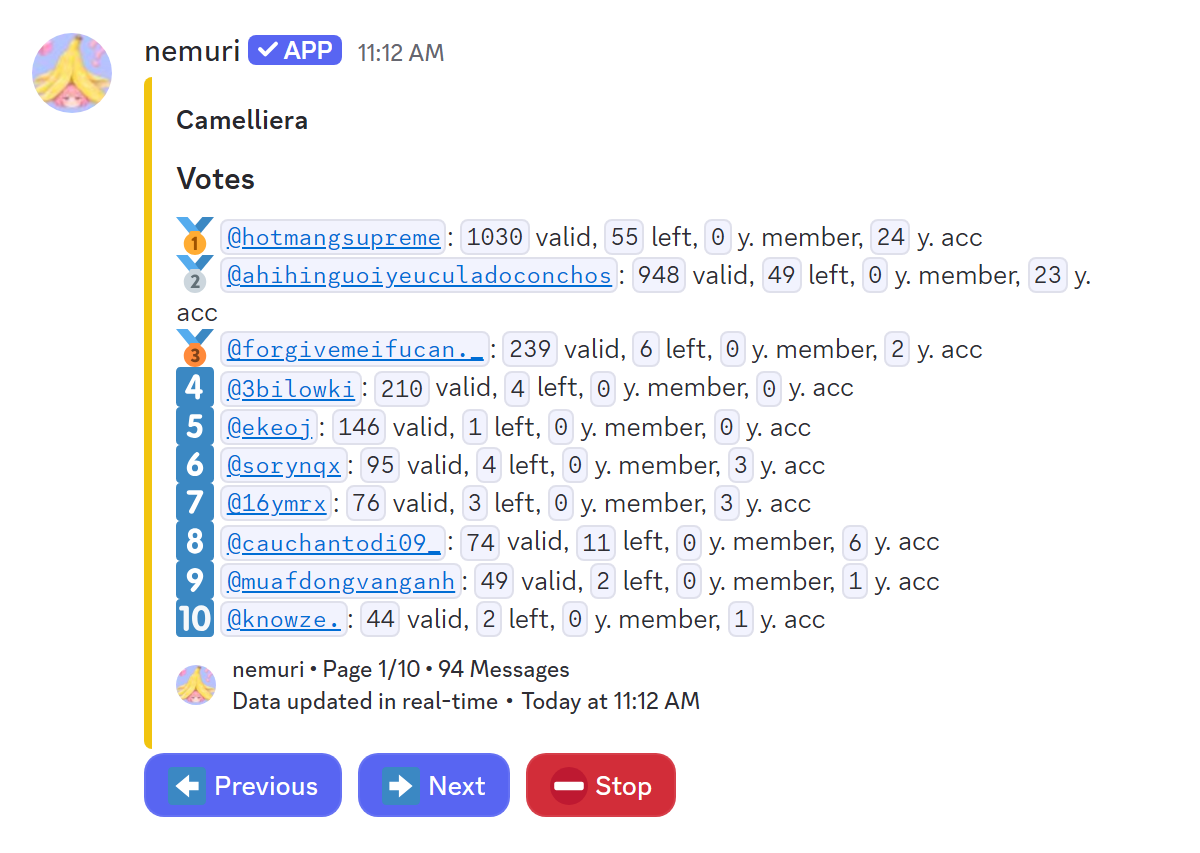 nemuri ✓ APP 11:12 AM
Camelliera
Votes
1 @hotmangsupreme: 1030 valid, 55 left, 0 y. member, 24 y. acc
2 @ahihinguoiyeuculadoconchos: 948 valid, 49 left, 0 y. member, 23 y.
acc
3 @forgivemeifucan._: 239 valid, 6 left, 0 y. member, 2 y. acc
4 @3bilowki: 210 valid, 4 left, 0 y. member, 0 y. acc
5 @ekeoj: 146 valid, 1 left, 0 y. member, 0 y. acc
6 @sorynqx: 95 valid, 4 left, 0 y. member, 3 y. acc
7 @16ymrx: 76 valid, 3 left, 0 y. member, 3 y. acc
8 @cauchantodi09_: 74 valid, 11 left, 0 y. member, 6 y. acc
9 @muafdongvanganh: 49 valid, 2 left, 0 y. member, 1 y. acc
10 @knowze.: 44 valid, 2 left, 0 y. member, 1 y. acc
nemuri • Page 1/10 • 94 Messages
Data updated in real-time • Today at 11:12 AM
Previous Next Stop